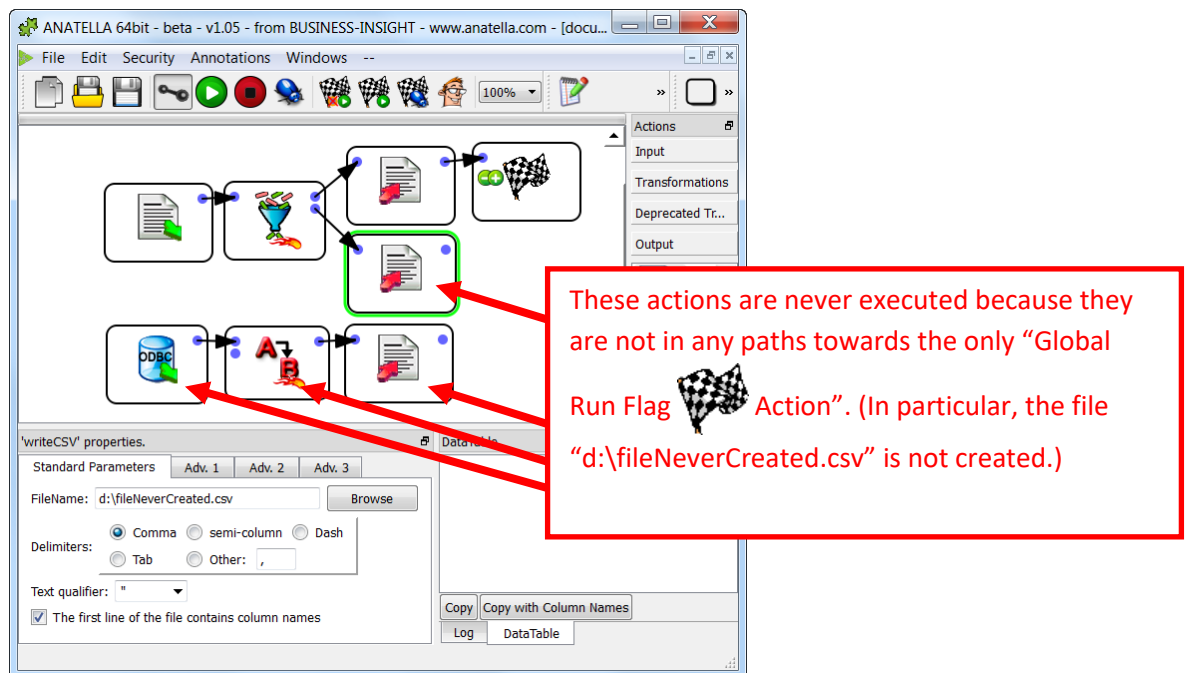 ANATELLA 64bit - beta - v1.05 - from BUSINESS-INSIGHT - www.anatella.com - [docu...
File Edit Security Annotations Windows --
100%
»
»
Actions
Input
Transformations
Deprecated Tr...
Output
ODBC
A
B
These actions are never executed because they
are not in any paths towards the only “Global
Run Flag Action”. (In particular, the file
“d:\fileNeverCreated.csv” is not created.)
'writeCSV' properties.
DataTable
Standard Parameters Adv. 1 Adv. 2 Adv. 3
FileName: d:\fileNeverCreated.csv Browse
Delimiters:
Comma semi-column Dash
Tab Other: ,
Text qualifier: "
The first line of the file contains column names
Copy Copy with Column Names
Log DataTable